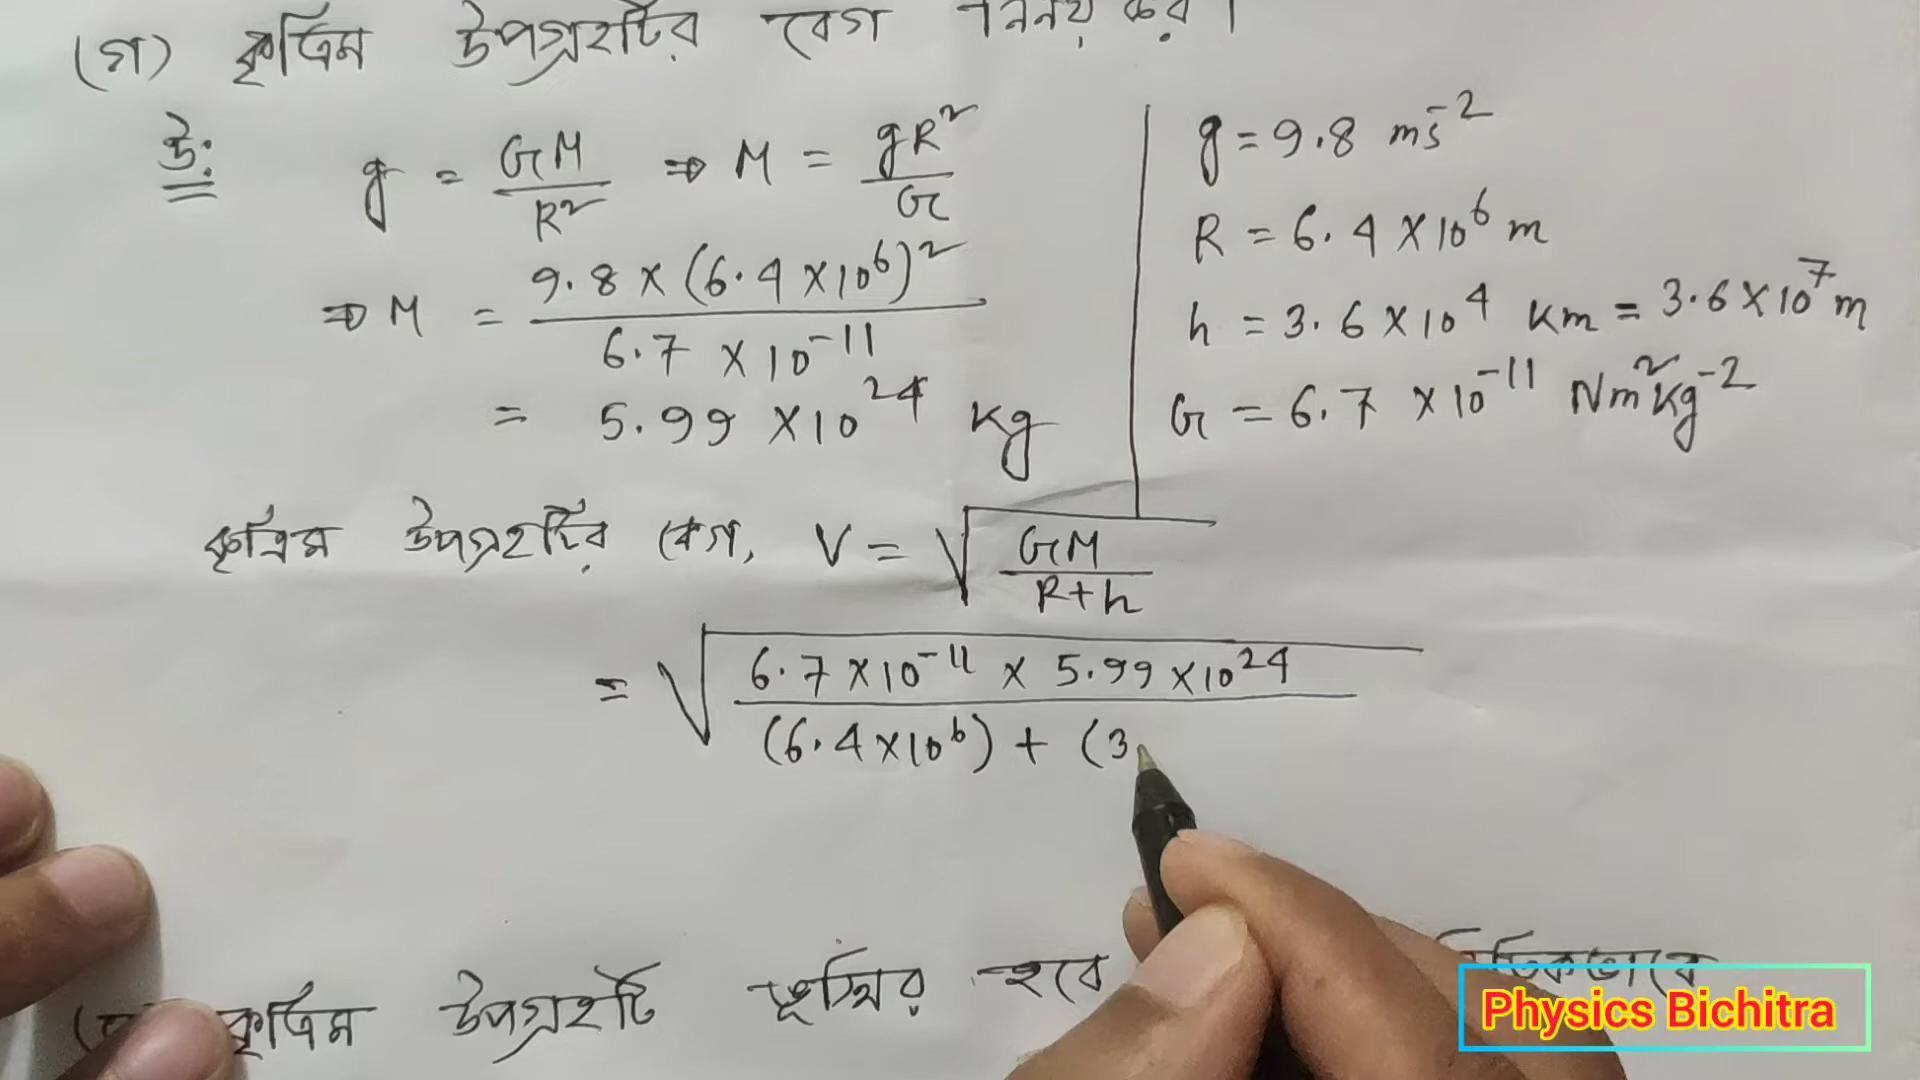 (গ) কৃত্রিম উপগ্রহটির বেগ নির্নয় কর।
উ: g = GM/R² ⇒ M = gR²/G
⇒ M = 9.8 × (6.4 × 10⁶)² / 6.7 × 10⁻¹¹
= 5.99 × 10²⁴ kg
g = 9.8 ms⁻²
R = 6.4 × 10⁶ m
h = 3.6 × 10⁴ km = 3.6 × 10⁷ m
G = 6.7 × 10⁻¹¹ Nm²kg⁻²
কৃত্রিম উপগ্রহটির বেগ, V = √(GM/R+h)
= √(6.7 × 10⁻¹¹ × 5.99 × 10²⁴ / (6.4 × 10⁶) + (3.
কৃত্রিম উপগ্রহটি ভূস্থির হবে
Physics Bichitra